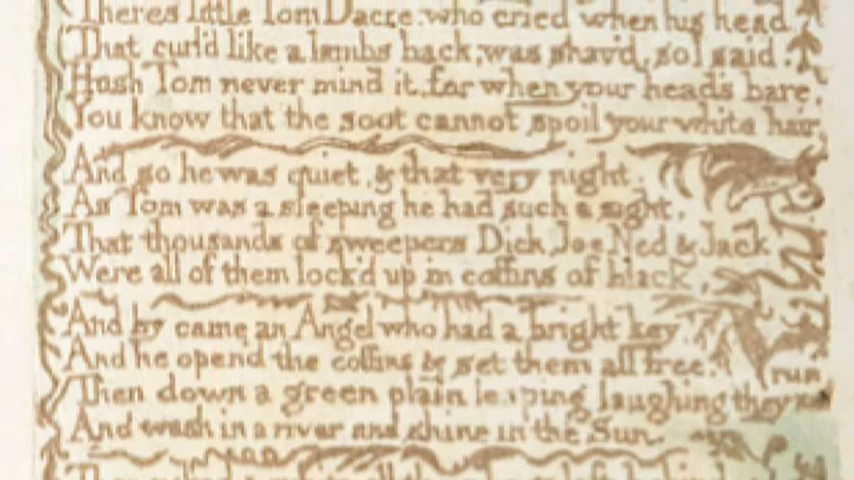 Theres little Tom Dacre, who cried when his head
That curl'd like a lambs back, was shav'd, so I said.
Hush Tom never mind it, for when your head's bare,
You know that the soot cannot spoil your white hair
And so he was quiet, & that very night.
As Tom was a sleeping he had such a sight,
That thousands of sweepers Dick, Joe, Ned & Jack
Were all of them lock'd up in coffins of black,
And by came an Angel who had a bright key
And he open'd the coffins & set them all free.
Then down a green plain leaping laughing they run
And wash in a river and shine in the Sun.